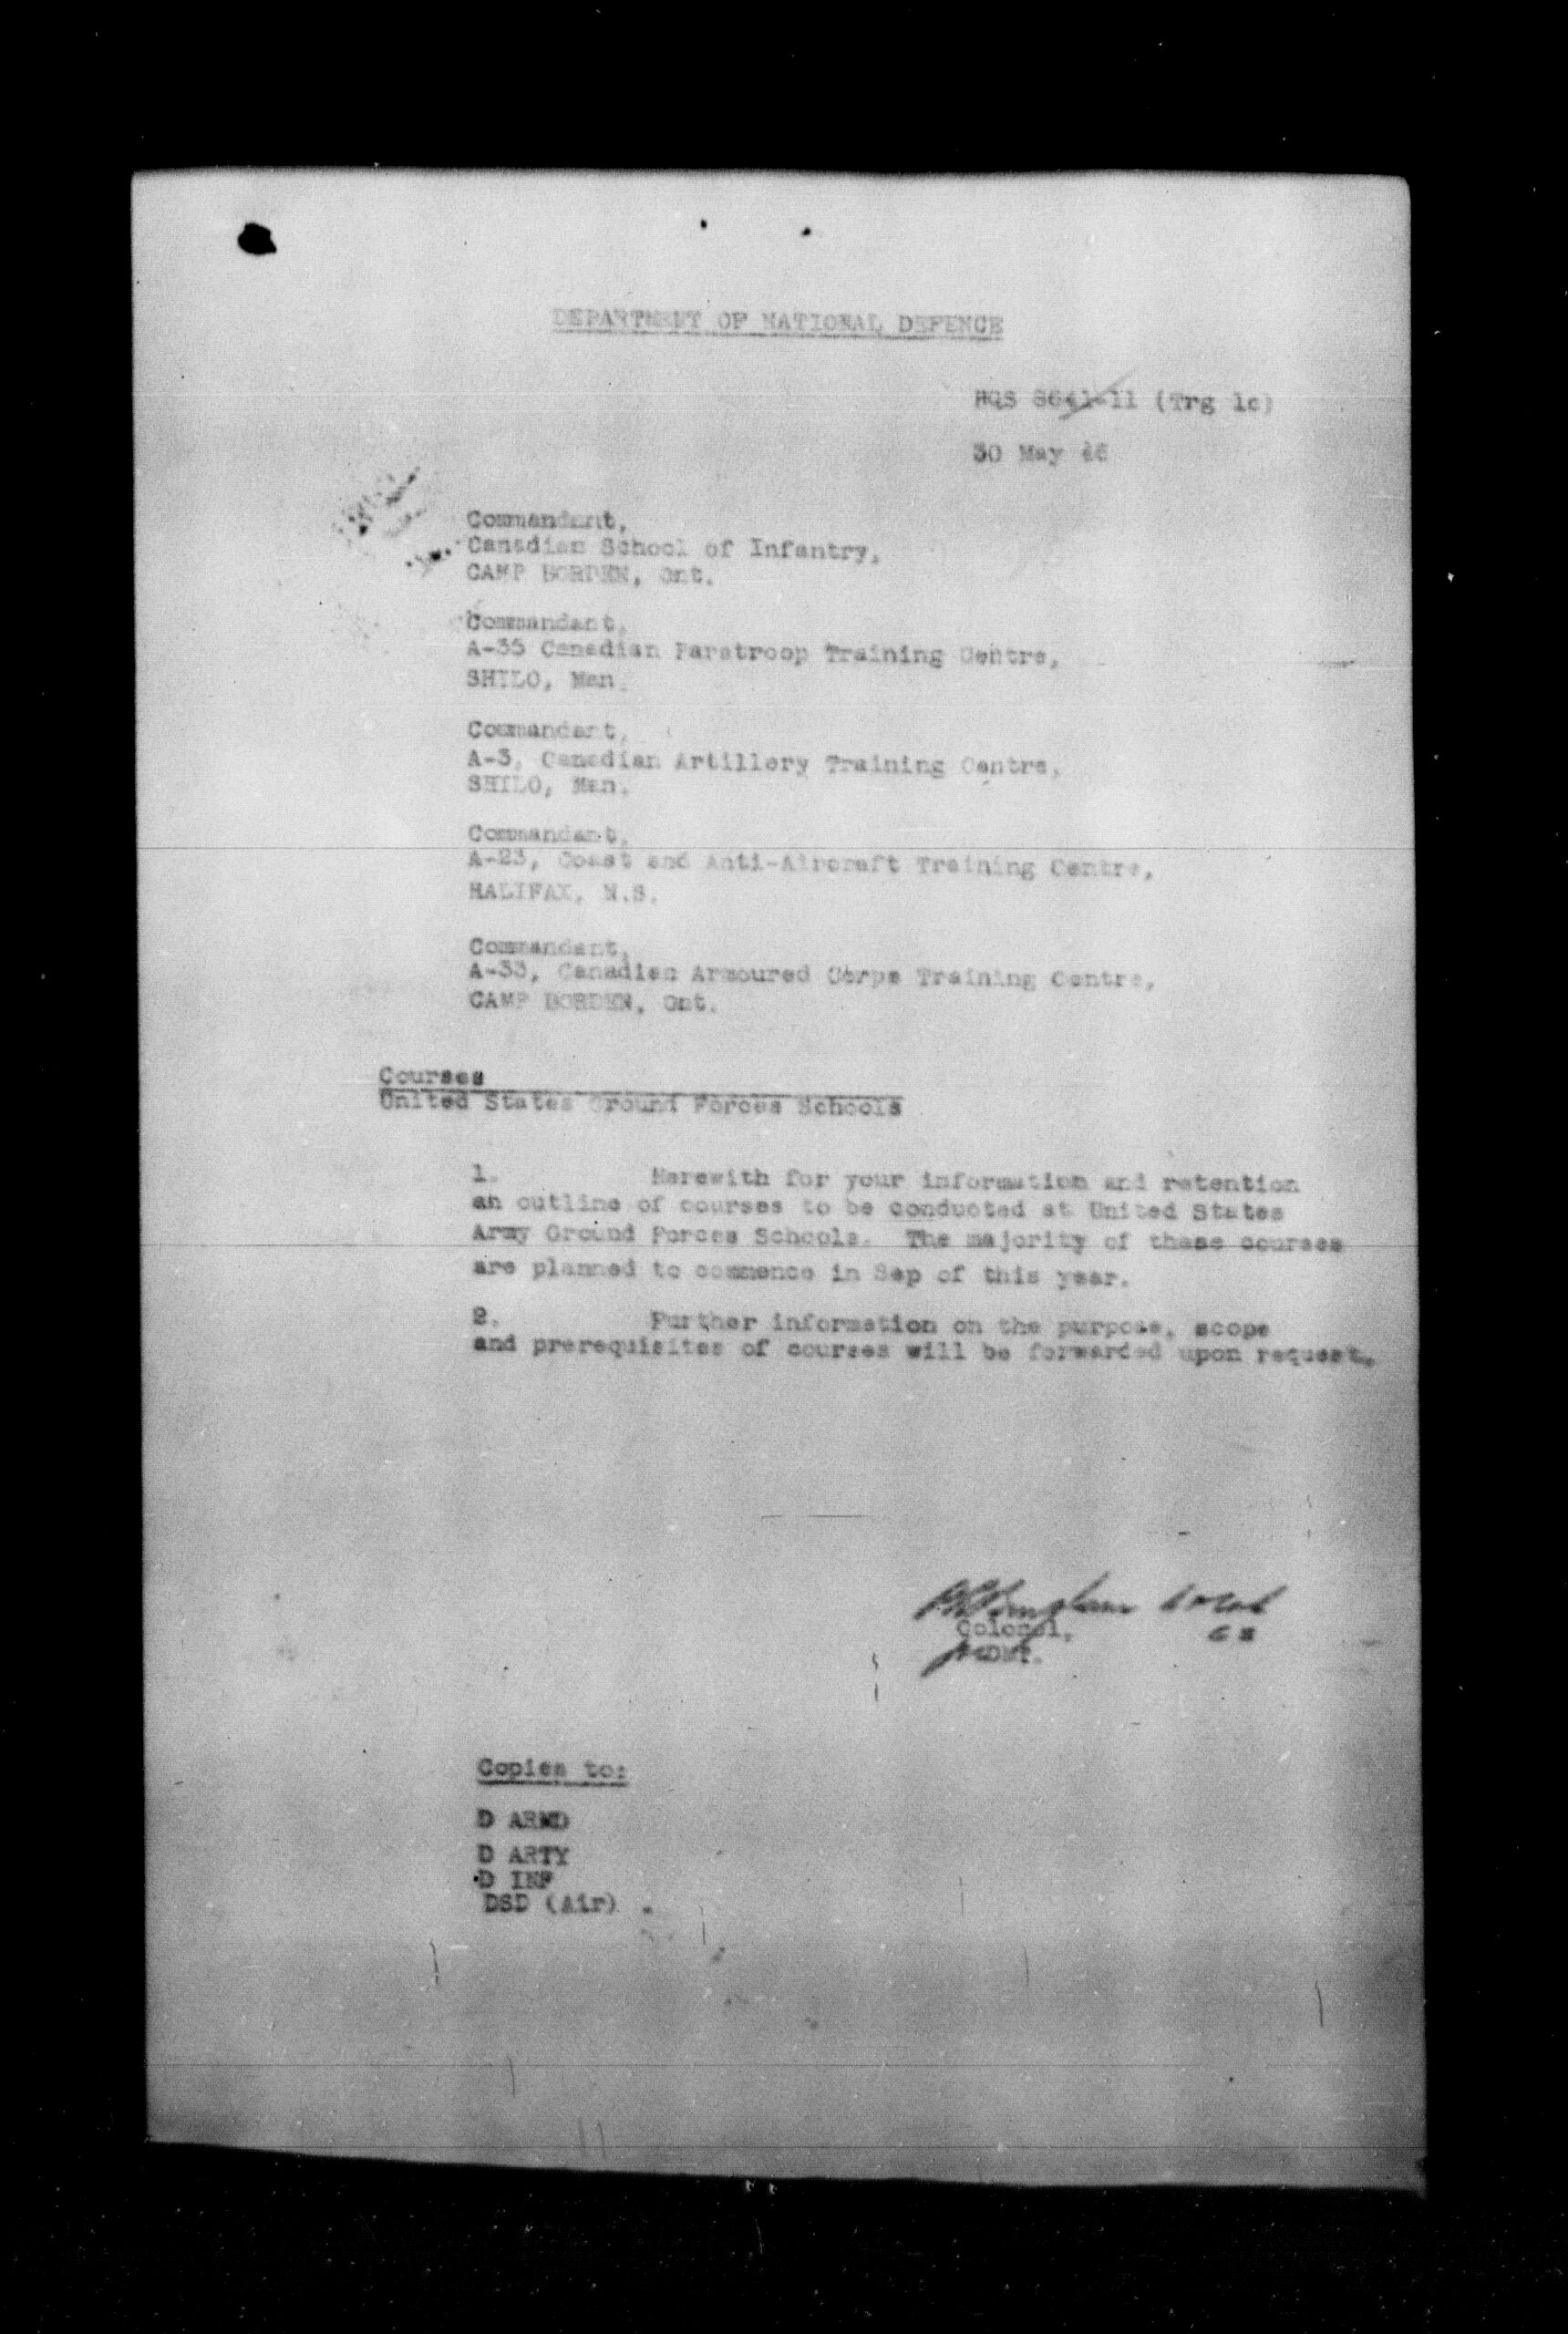 DEPARTMENT OF NATIONAL DEFENCE
HQS 8641-11 (Trg 1c)
30 May 46
Commandant,
Canadian School of Infantry,
CAMP BORDEN, Ont.
Commandant,
A-35 Canadian Paratroop Training Centre,
SHILO, Man.
Commandant,
A-3, Canadian Artillery Training Centre,
SHILO, Man.
Commandant,
A-23, Coast and Anti-Aircraft Training Centre,
HALIFAX, N.S.
Commandant,
A-33, Canadian Armoured Corps Training Centre,
CAMP BORDEN, Ont.
Courses
United States Ground Forces Schools
1. Herewith for your information and retention
an outline of courses to be conducted at United States
Army Ground Forces Schools. The majority of these courses
are planned to commence in Sep of this year.
2. Further information on the purpose, scope
and prerequisites of courses will be forwarded upon request.
Colonel,
DMT.
Copies to:
D ARMD
D ARTY
D INF
DSD (Air)